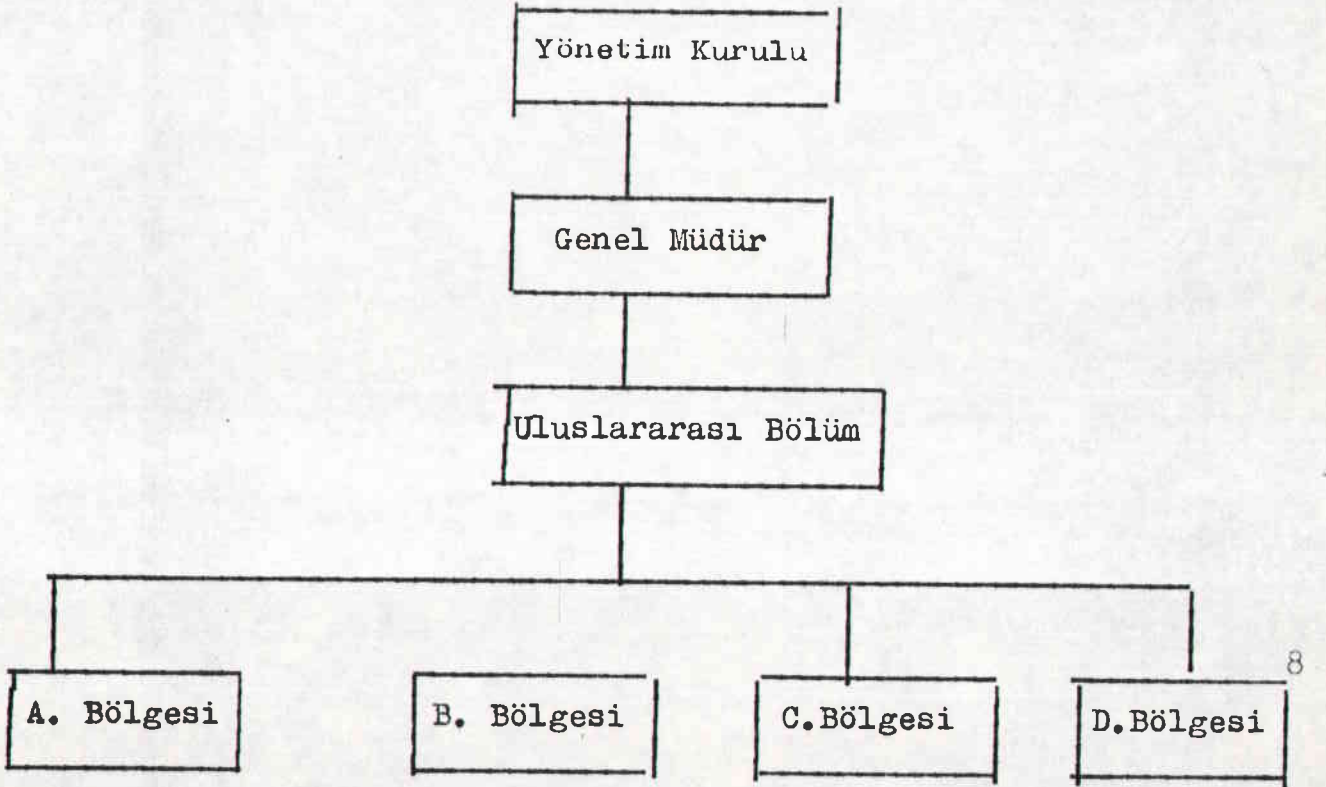 Yönetim Kurulu
Genel Müdür
Uluslararası Bölüm
8
A. Bölgesi
B. Bölgesi
C.Bölgesi
D.Bölgesi